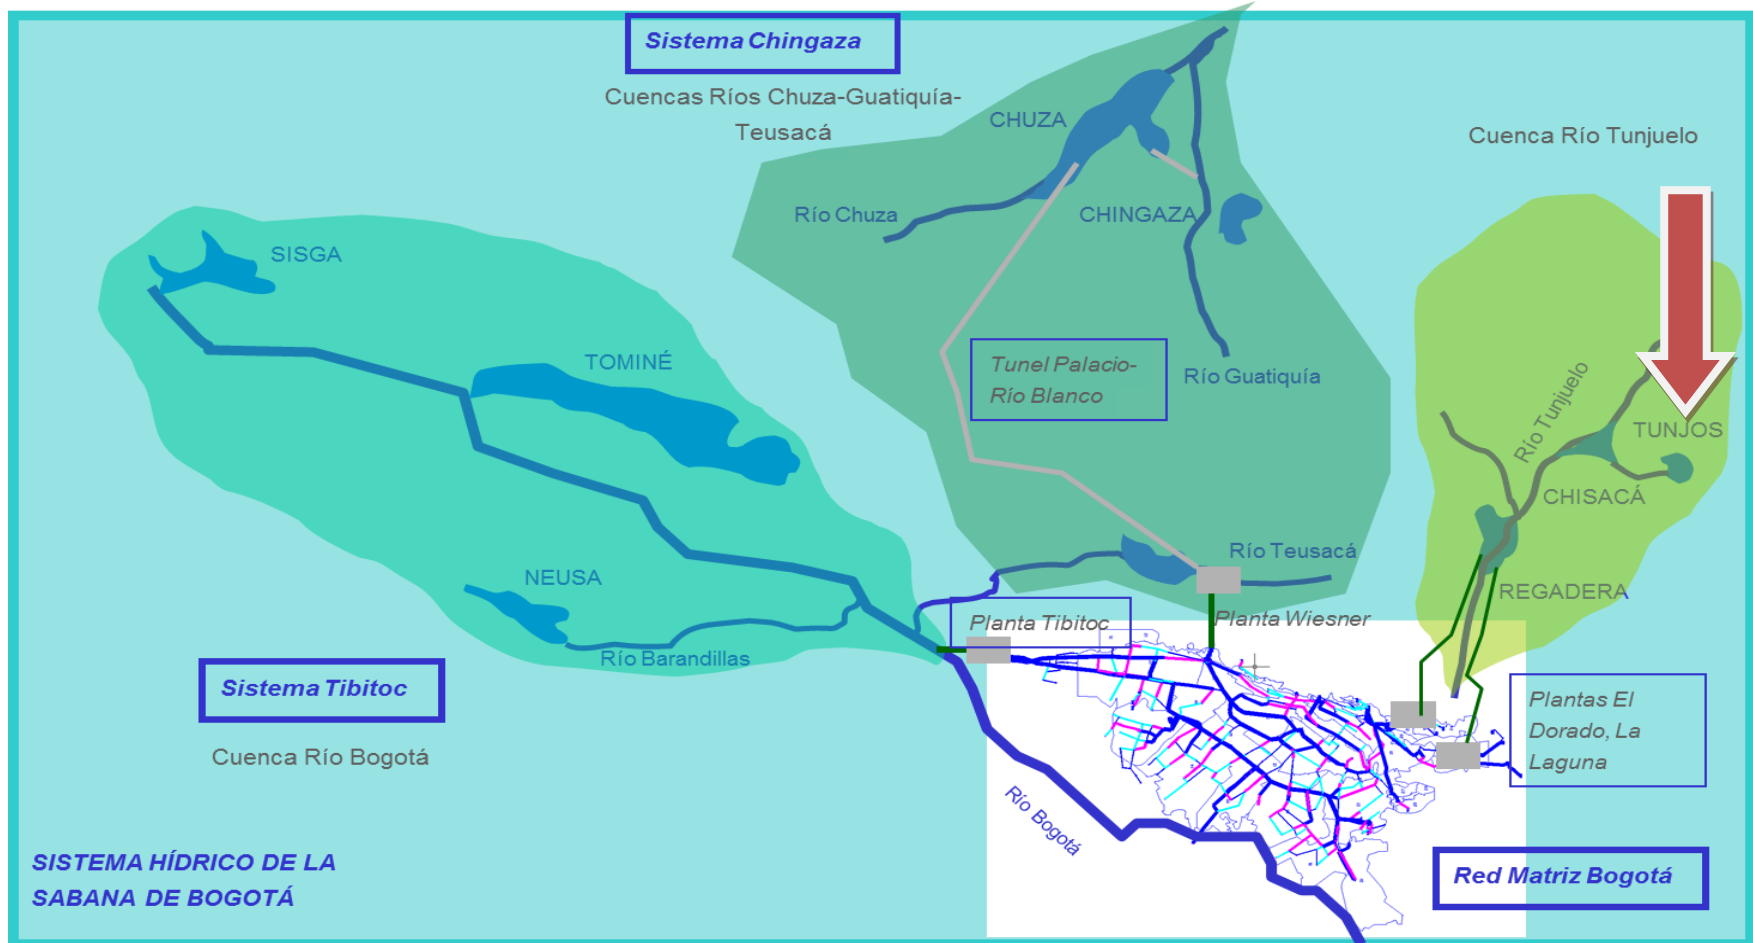 Sistema Chingaza
Cuencas Ríos Chuza-Guatiquía-
Teusacá
CHUZA
Cuenca Río Tunjuelo
Río Chuza
CHINGAZA
SISGA
TOMINÉ
Tunel Palacio-
Río Blanco
Río Guatiquía
Río Tunjuelo
TUNJOS
CHISACÁ
NEUSA
Río Teusacá
REGADERA
Planta Tibitoc
Planta Wiesner
Río Barandillas
Sistema Tibitoc
Cuenca Río Bogotá
Plantas El
Dorado, La
Laguna
Río Bogotá
SISTEMA HÍDRICO DE LA
SABANA DE BOGOTÁ
Red Matriz Bogotá